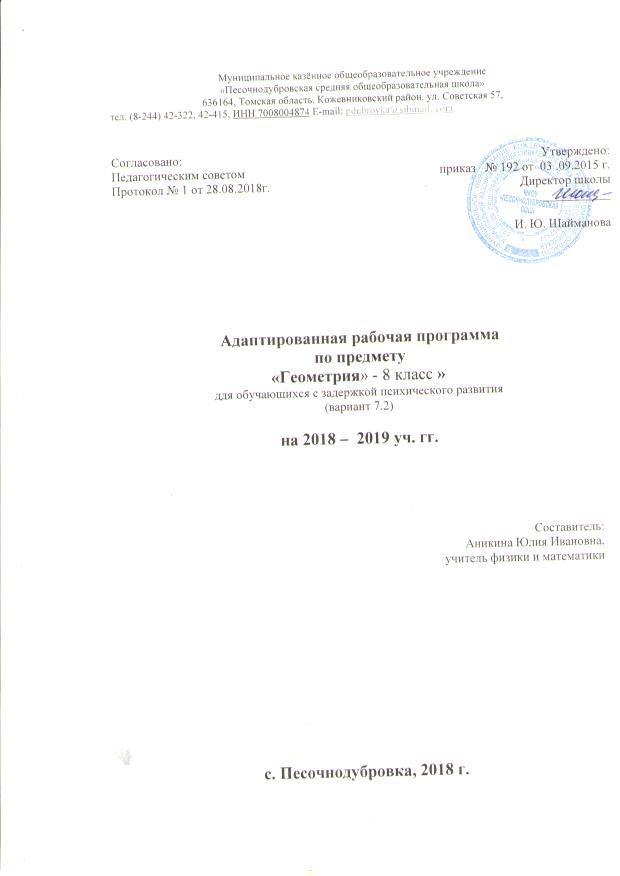 Муниципальное казённое общеобразовательное учреждение
«Песочнодубровская средняя общеобразовательная школа»
636164, Томская область, Кожевниковский район, ул. Советская 57,
тел. (8-244) 42-322, 42-415, ИНН 7008004874 E-mail: pdubrovka@sibmail. com
Согласовано:
Педагогическим советом
Протокол № 1 от 28.08.2018г.
Утверждено:
приказ № 192 от 03 .09.2015 г.
Директор школы
И. Ю. Шайманова
МКОУ
«ПЕСОЧНОДУБРОВСКАЯ
СОШ»
Адаптированная рабочая программа
по предмету
«Геометрия» - 8 класс »
для обучающихся с задержкой психического развития
(вариант 7.2)
на 2018 – 2019 уч. гг.
Составитель:
Аникина Юлия Ивановна,
учитель физики и математики
с. Песочнодубровка, 2018 г.